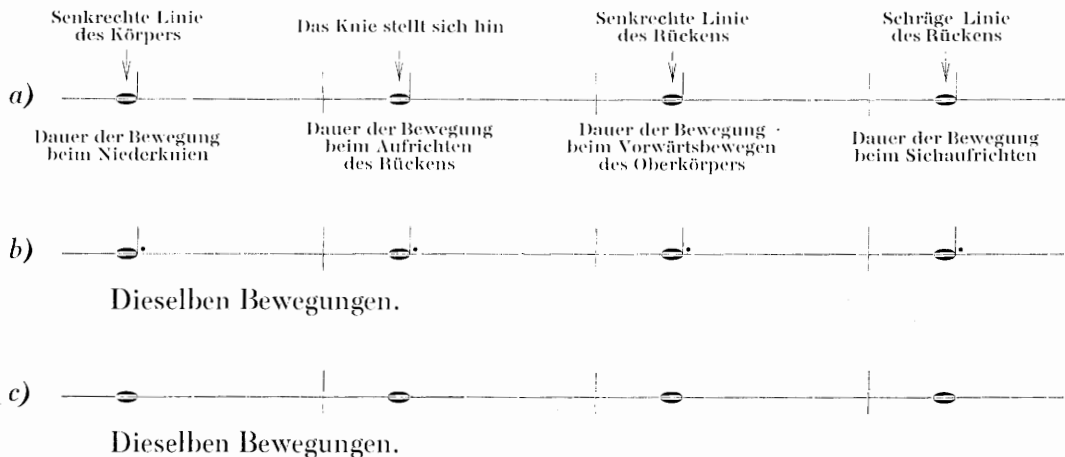 Senkrechte Linie
des Körpers
Das Knie stellt sich hin
Senkrechte Linie
des Rückens
Schräge Linie
des Rückens
a)
Dauer der Bewegung
beim Niederknien
Dauer der Bewegung
beim Aufrichten
des Rückens
Dauer der Bewegung
beim Vorwärtsbewegen
des Oberkörpers
Dauer der Bewegung
beim Sichaufrichten
b)
Dieselben Bewegungen.
c)
Dieselben Bewegungen.